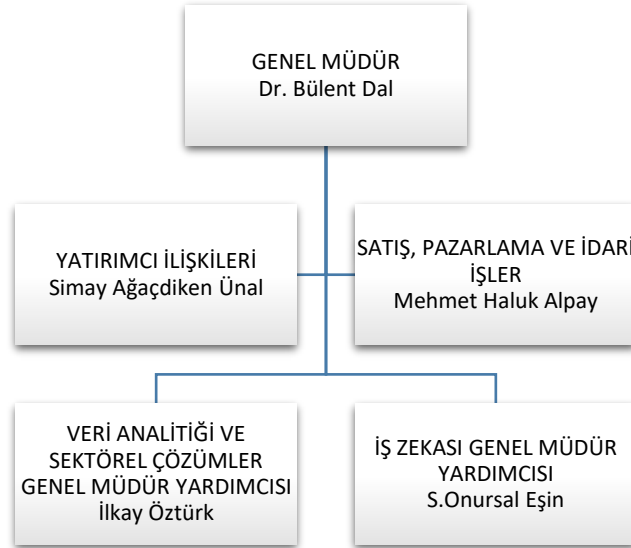 GENEL MÜDÜR
Dr. Bülent Dal
YATIRIMCI İLİŞKİLERİ
Simay Ağaçdiken Ünal
SATIŞ, PAZARLAMA VE İDARİ
İŞLER
Mehmet Haluk Alpay
VERİ ANALİTİĞİ VE
SEKTÖREL ÇÖZÜMLER
GENEL MÜDÜR YARDIMCISI
İlkay Öztürk
İŞ ZEKASI GENEL MÜDÜR
YARDIMCISI
S.Onursal Eşin